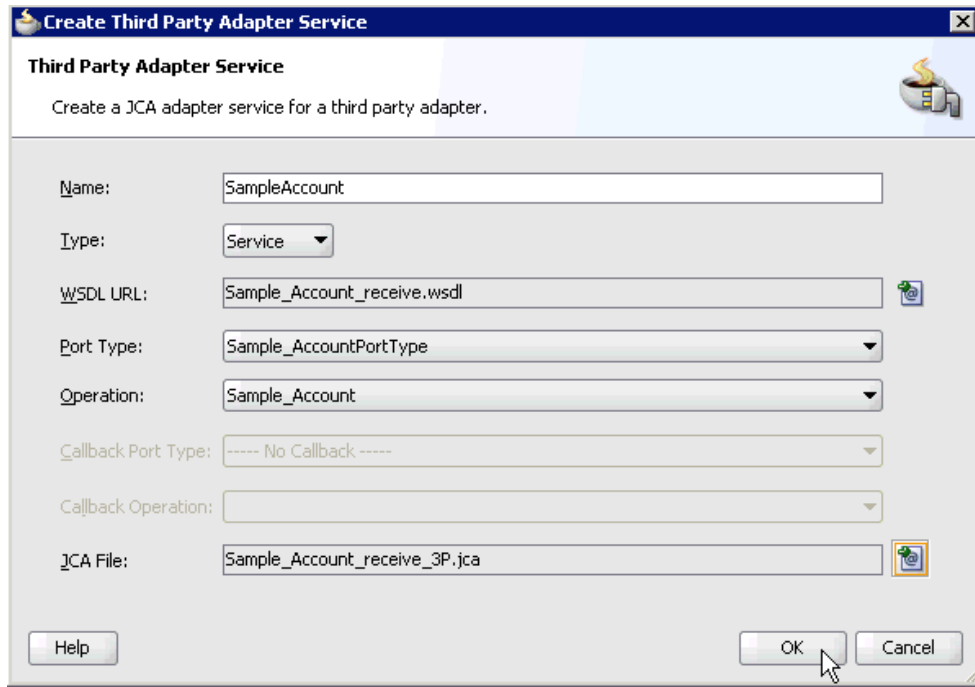 Create Third Party Adapter Service
Third Party Adapter Service
Create a JCA adapter service for a third party adapter.
Name: SampleAccount
Type: Service
WSDL URL: Sample_Account_receive.wsdl
Port Type: Sample_AccountPortType
Operation: Sample_Account
Callback Port Type: ----- No Callback -----
Callback Operation:
JCA File: Sample_Account_receive_3P.jca
Help OK Cancel